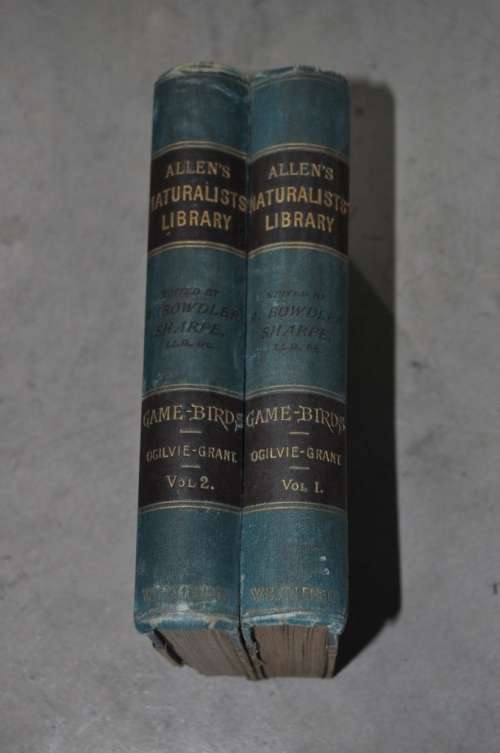 ALLEN'S
NATURALISTS
LIBRARY
EDITED BY
BOWDLER
SHARPE,
LL.D. &c.
GAME-BIRDS
OGILVIE-GRANT.
VOL 2.
ALLEN'S
NATURALISTS'
LIBRARY
EDITED BY
R. BOWDLER
SHARPE,
LL.D. &c.
GAME-BIRDS
OGILVIE-GRANT.
VOL 1.